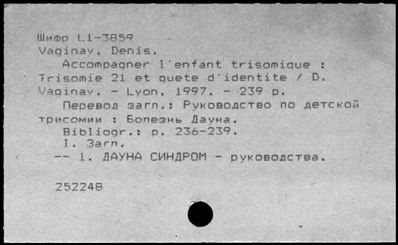 Шифр L1-3859
Vaginay, Denis.
Accompagner l'enfant trisomique :
Trisomie 21 et quete d'identite / D.
Vaginay. - Lyon, 1997. - 239 p.
Перевод загл.: Руководство по детской
трисомии : Болезнь Дауна.
Bibliogr.: p. 236-239.
I. Загл.
-- 1. ДАУНА СИНДРОМ - руководства.
252248